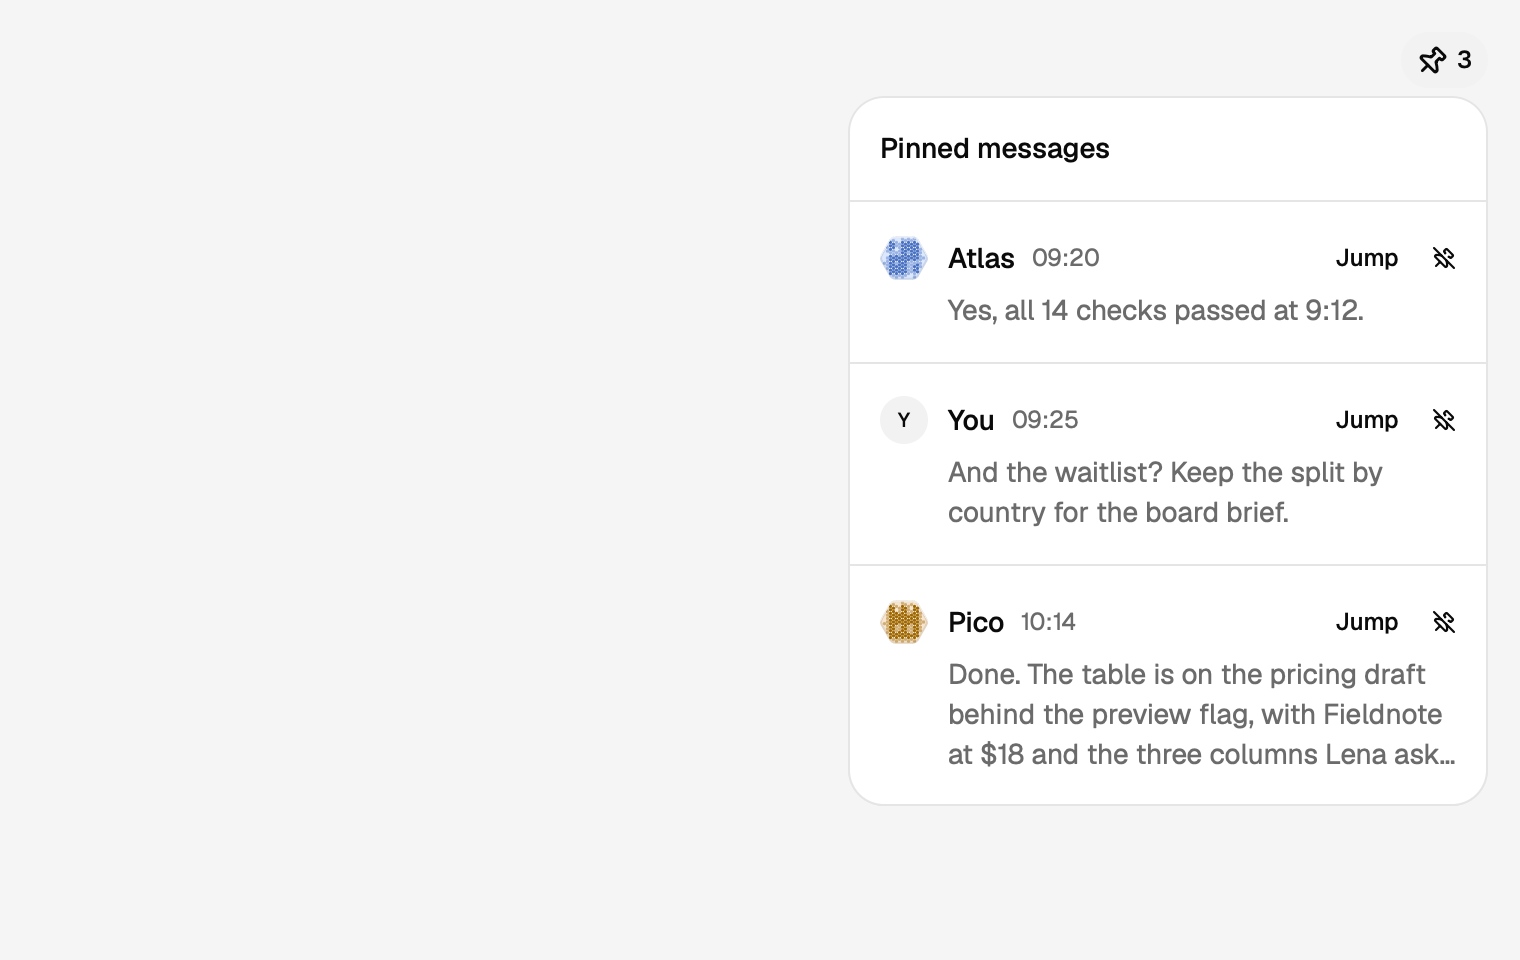 3
Pinned messages
Atlas 09:20 Jump
Yes, all 14 checks passed at 9:12.
Y You 09:25 Jump
And the waitlist? Keep the split by
country for the board brief.
Pico 10:14 Jump
Done. The table is on the pricing draft
behind the preview flag, with Fieldnote
at $18 and the three columns Lena ask…